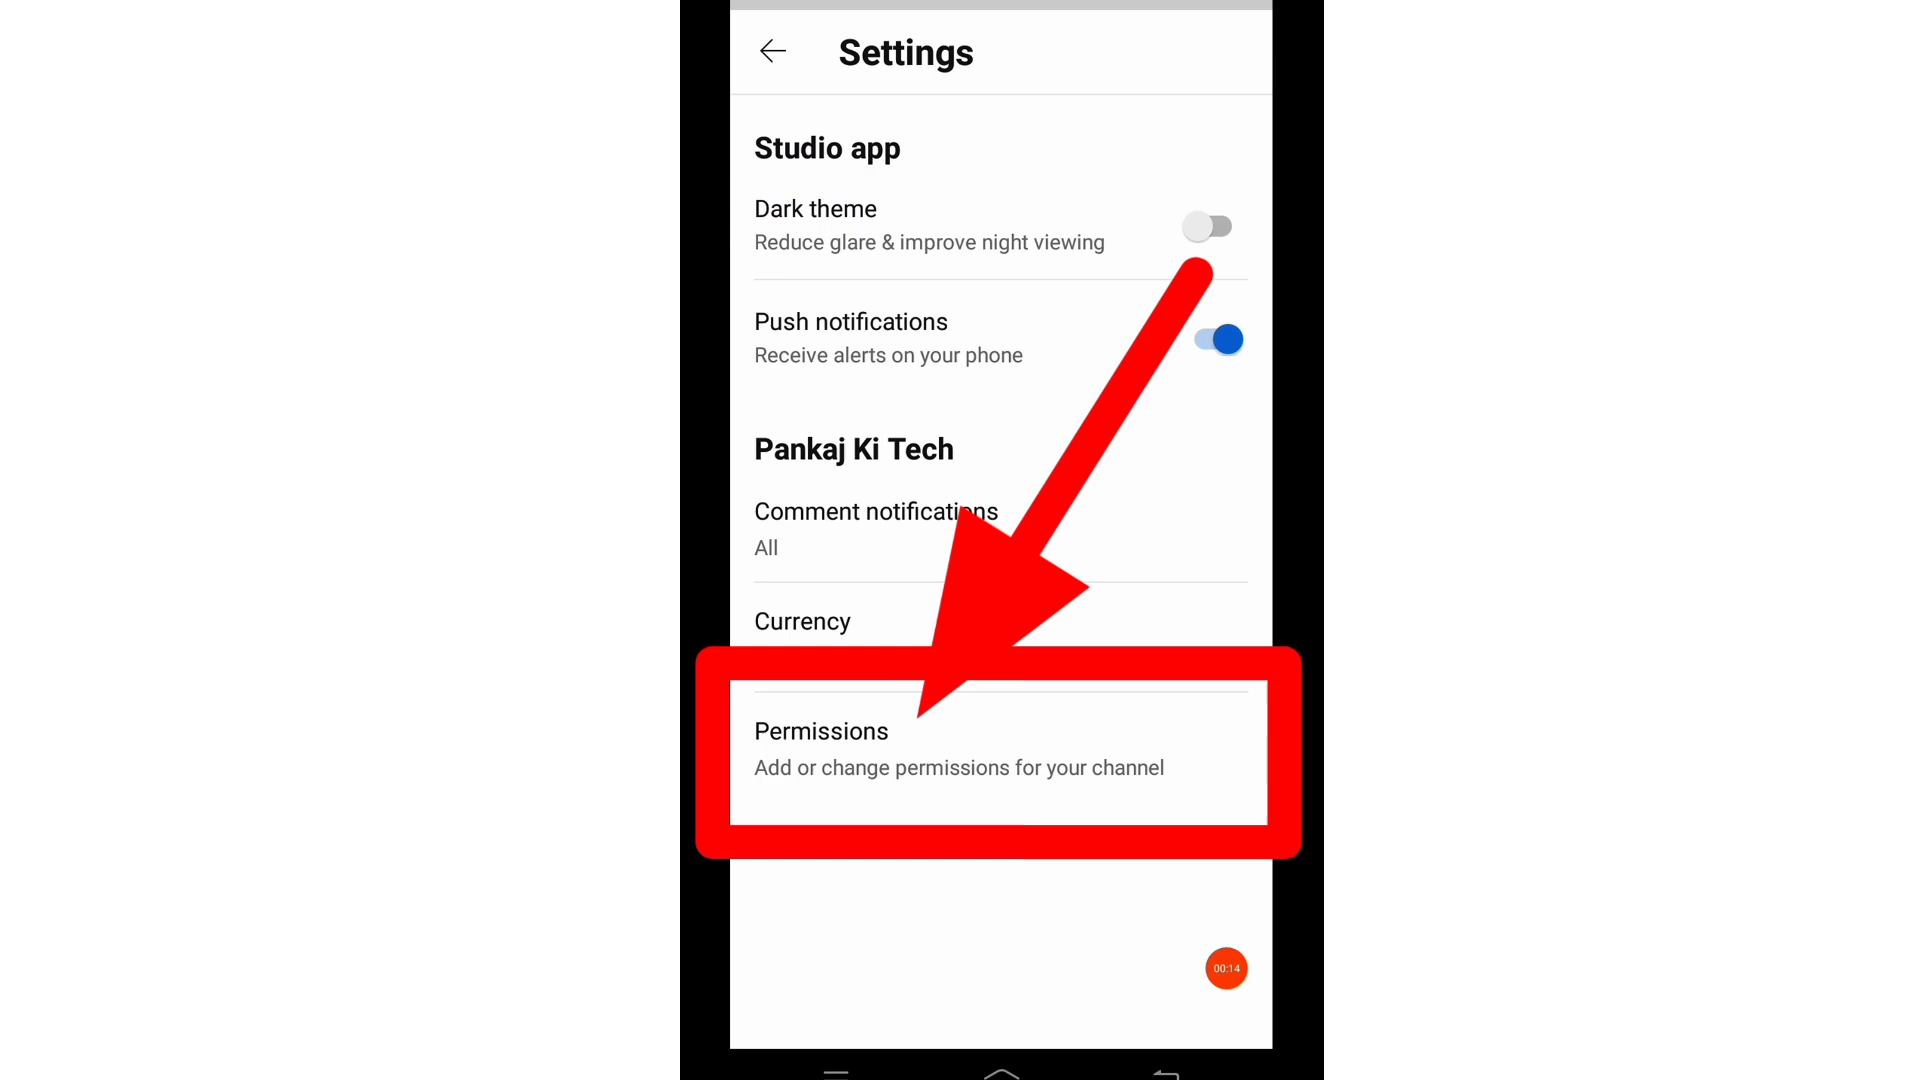 Settings
Studio app
Dark theme
Reduce glare & improve night viewing
Push notifications
Receive alerts on your phone
Pankaj Ki Tech
Comment notifications
All
Currency
Permissions
Add or change permissions for your channel
00:14